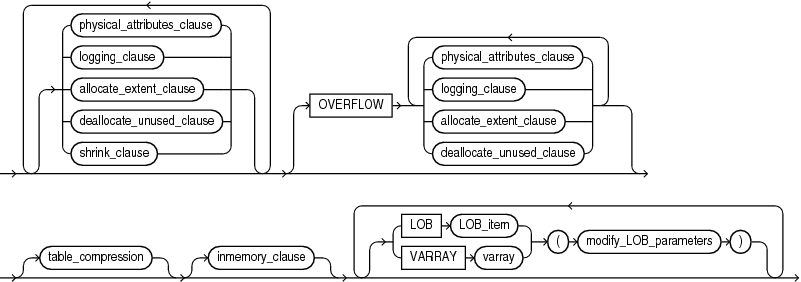 physical_attributes_clause
logging_clause
allocate_extent_clause
deallocate_unused_clause
shrink_clause
OVERFLOW
physical_attributes_clause
logging_clause
allocate_extent_clause
deallocate_unused_clause
table_compression
inmemory_clause
LOB LOB_item
VARRAY varray
( modify_LOB_parameters )